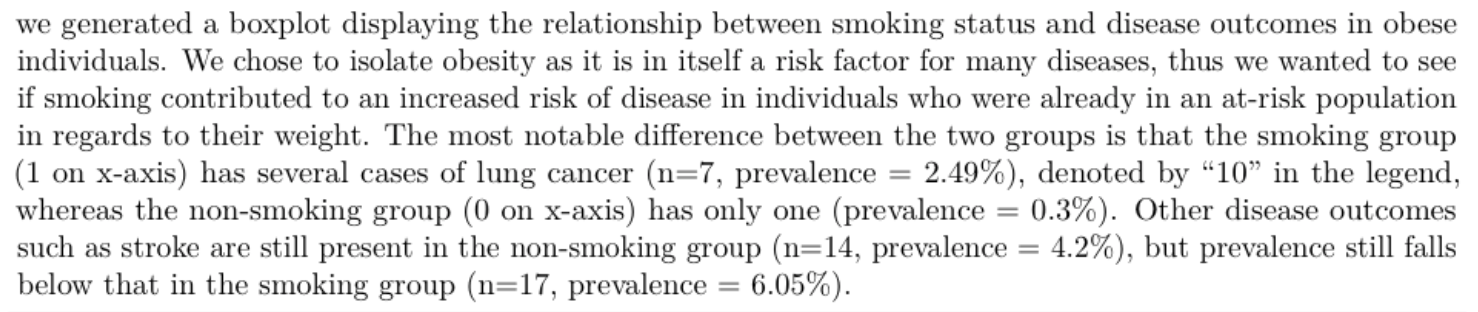 we generated a boxplot displaying the relationship between smoking status and disease outcomes in obese
individuals. We chose to isolate obesity as it is in itself a risk factor for many diseases, thus we wanted to see
if smoking contributed to an increased risk of disease in individuals who were already in an at-risk population
in regards to their weight. The most notable difference between the two groups is that the smoking group
(1 on x-axis) has several cases of lung cancer (n=7, prevalence = 2.49%), denoted by “10” in the legend,
whereas the non-smoking group (0 on x-axis) has only one (prevalence = 0.3%). Other disease outcomes
such as stroke are still present in the non-smoking group (n=14, prevalence = 4.2%), but prevalence still falls
below that in the smoking group (n=17, prevalence = 6.05%).